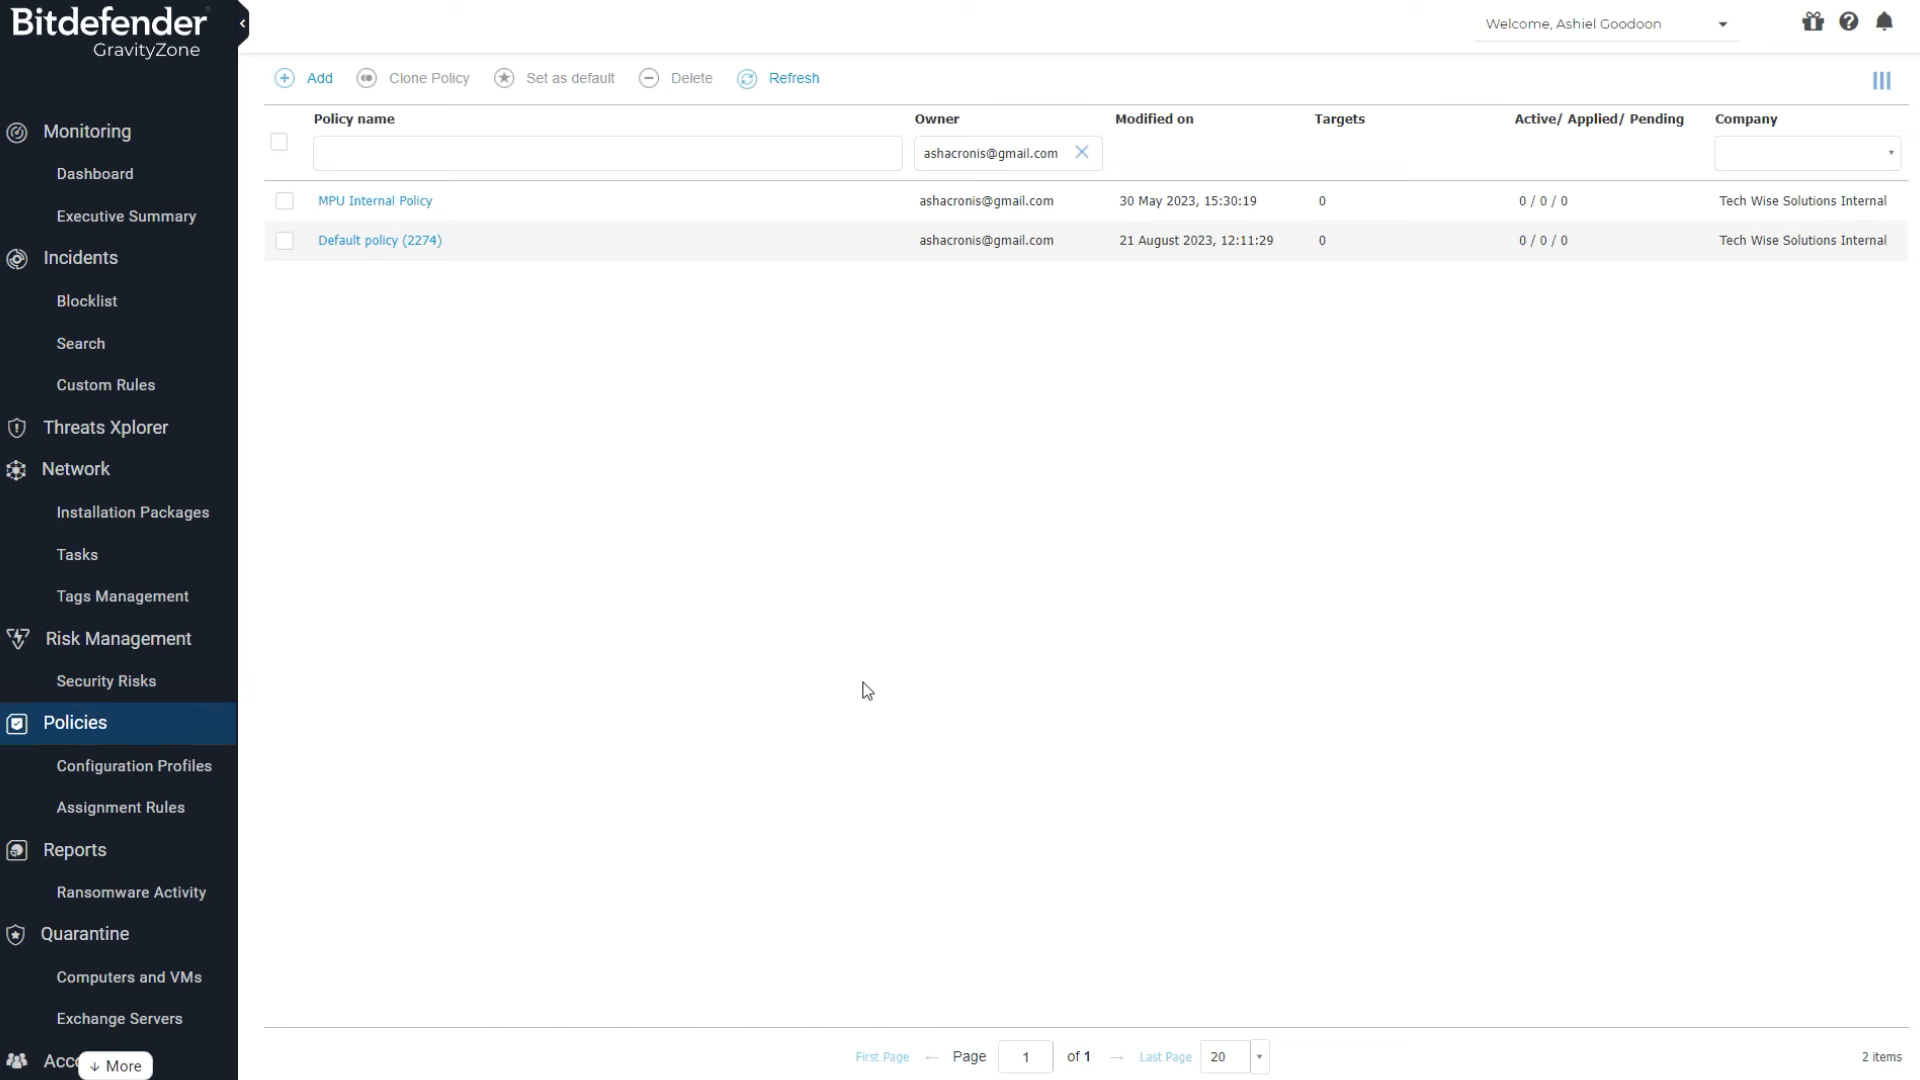 Bitdefender
GravityZone
Welcome, Ashiel Goodoon
Monitoring
Dashboard
Executive Summary
Incidents
Blocklist
Search
Custom Rules
Threats Xplorer
Network
Installation Packages
Tasks
Tags Management
Risk Management
Security Risks
Policies
Configuration Profiles
Assignment Rules
Reports
Ransomware Activity
Quarantine
Computers and VMs
Exchange Servers
Acc
↓ More
Add Clone Policy Set as default Delete Refresh
Policy name Owner Modified on Targets Active/ Applied/ Pending Company
ashacronis@gmail.com
MPU Internal Policy ashacronis@gmail.com 30 May 2023, 15:30:19 0 0 / 0 / 0 Tech Wise Solutions Internal
Default policy (2274) ashacronis@gmail.com 21 August 2023, 12:11:29 0 0 / 0 / 0 Tech Wise Solutions Internal
First Page ← Page 1 of 1 → Last Page 20 2 items